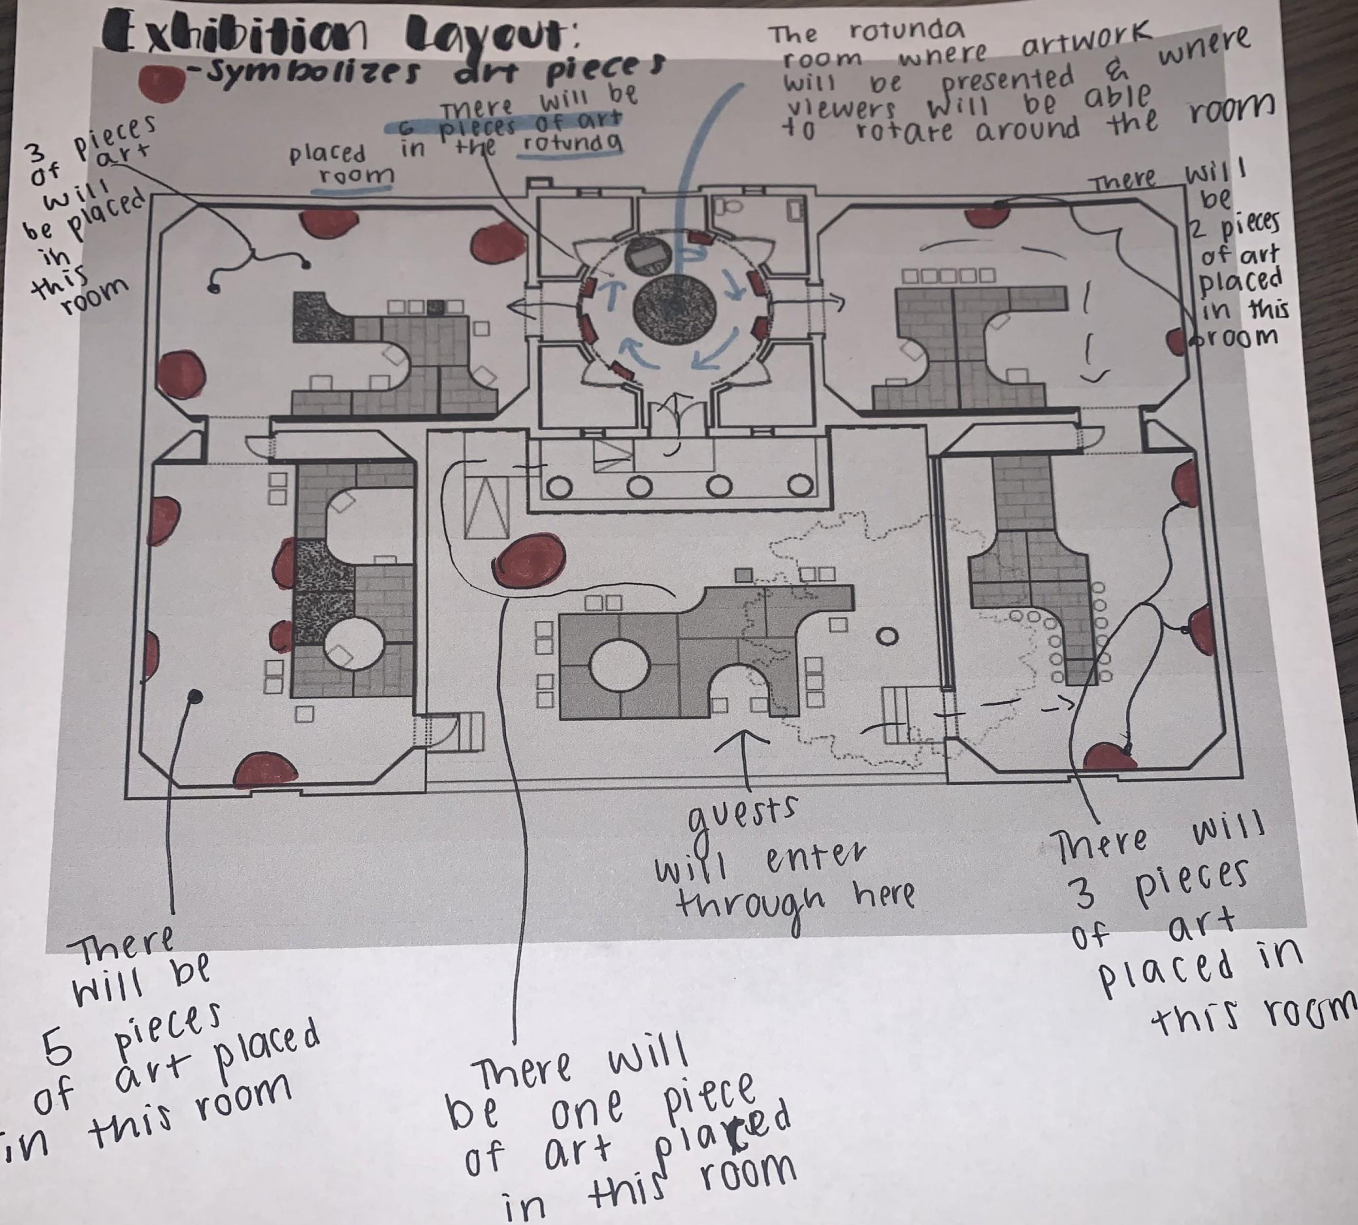 Exhibition Layout:
- Symbolizes art pieces
The rotunda
room where artwork
will be presented & where
viewers will be able
to rotare around the room
There will be
6 pieces of art
in the rotunda
placed
room
3 pieces
of art
will
be placed
in
this
room
There will
be
2 pieces
of art
placed
in this
room
guests
will enter
through here
There will
3 pieces
of art
placed in
this room
There
will be
5 pieces
of art placed
in this room
There will
be one piece
of art placed
in this room